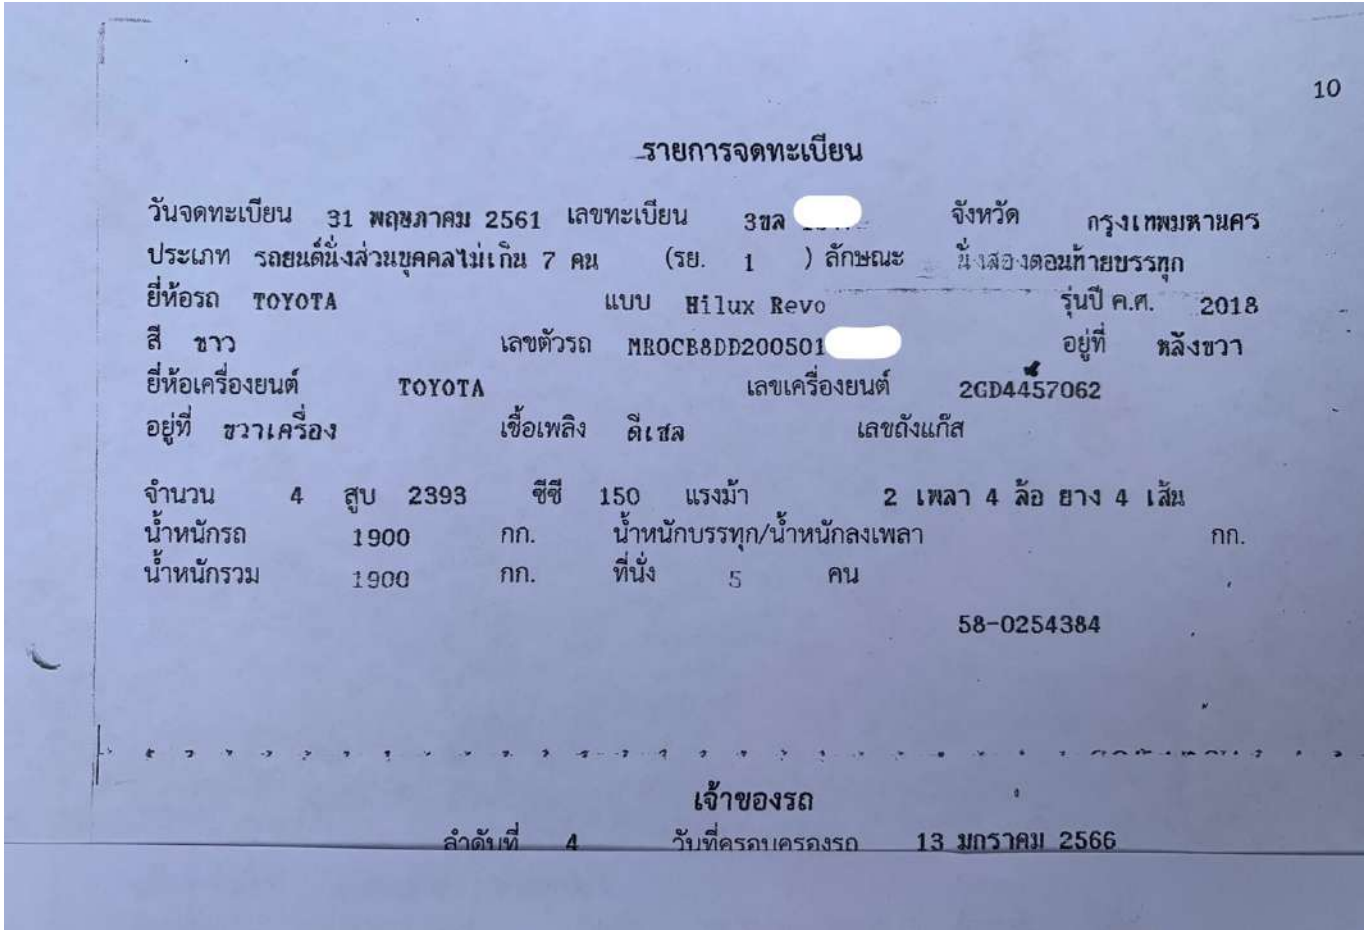 10
รายการจดทะเบียน
วันจดทะเบียน 31 พฤษภาคม 2561 เลขทะเบียน 3ขล จังหวัด กรุงเทพมหานคร
ประเภท รถยนต์นั่งส่วนบุคคลไม่เกิน 7 คน (รย. 1 ) ลักษณะ นั่งสองตอนท้ายบรรทุก
ยี่ห้อรถ TOYOTA แบบ Hilux Revo รุ่นปี ค.ศ. 2018
สี ขาว เลขตัวรถ MR0CB8DD200501 อยู่ที่ หลังขวา
ยี่ห้อเครื่องยนต์ TOYOTA เลขเครื่องยนต์ 2GD4457062
อยู่ที่ ขวาเครื่อง เชื้อเพลิง ดีเซล เลขถังแก๊ส
จำนวน 4 สูบ 2393 ซีซี 150 แรงม้า 2 เพลา 4 ล้อ ยาง 4 เส้น
น้ำหนักรถ 1900 กก. น้ำหนักบรรทุก/น้ำหนักลงเพลา กก.
น้ำหนักรวม 1900 กก. ที่นั่ง 5 คน
58-0254384
เจ้าของรถ
ลำดับที่ 4 วันที่ครอบครองรถ 13 มกราคม 2566